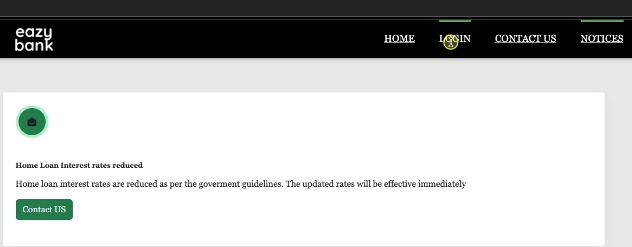 eazy
bank
HOME LOGIN CONTACT US NOTICES
Home Loan Interest rates reduced
Home loan interest rates are reduced as per the goverment guidelines. The updated rates will be effective immediately
Contact US